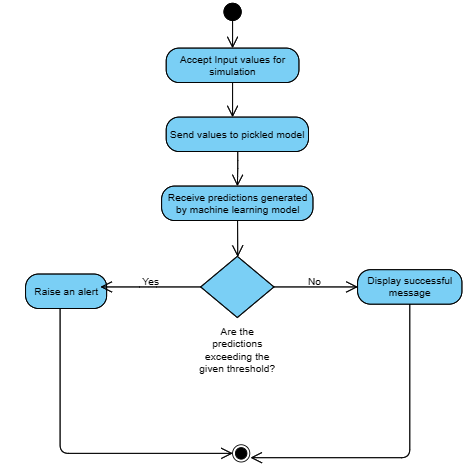 Accept Input values for
simulation
Send values to pickled model
Receive predictions generated
by machine learning model
Yes
No
Raise an alert
Display successful
message
Are the
predictions
exceeding the
given threshold?